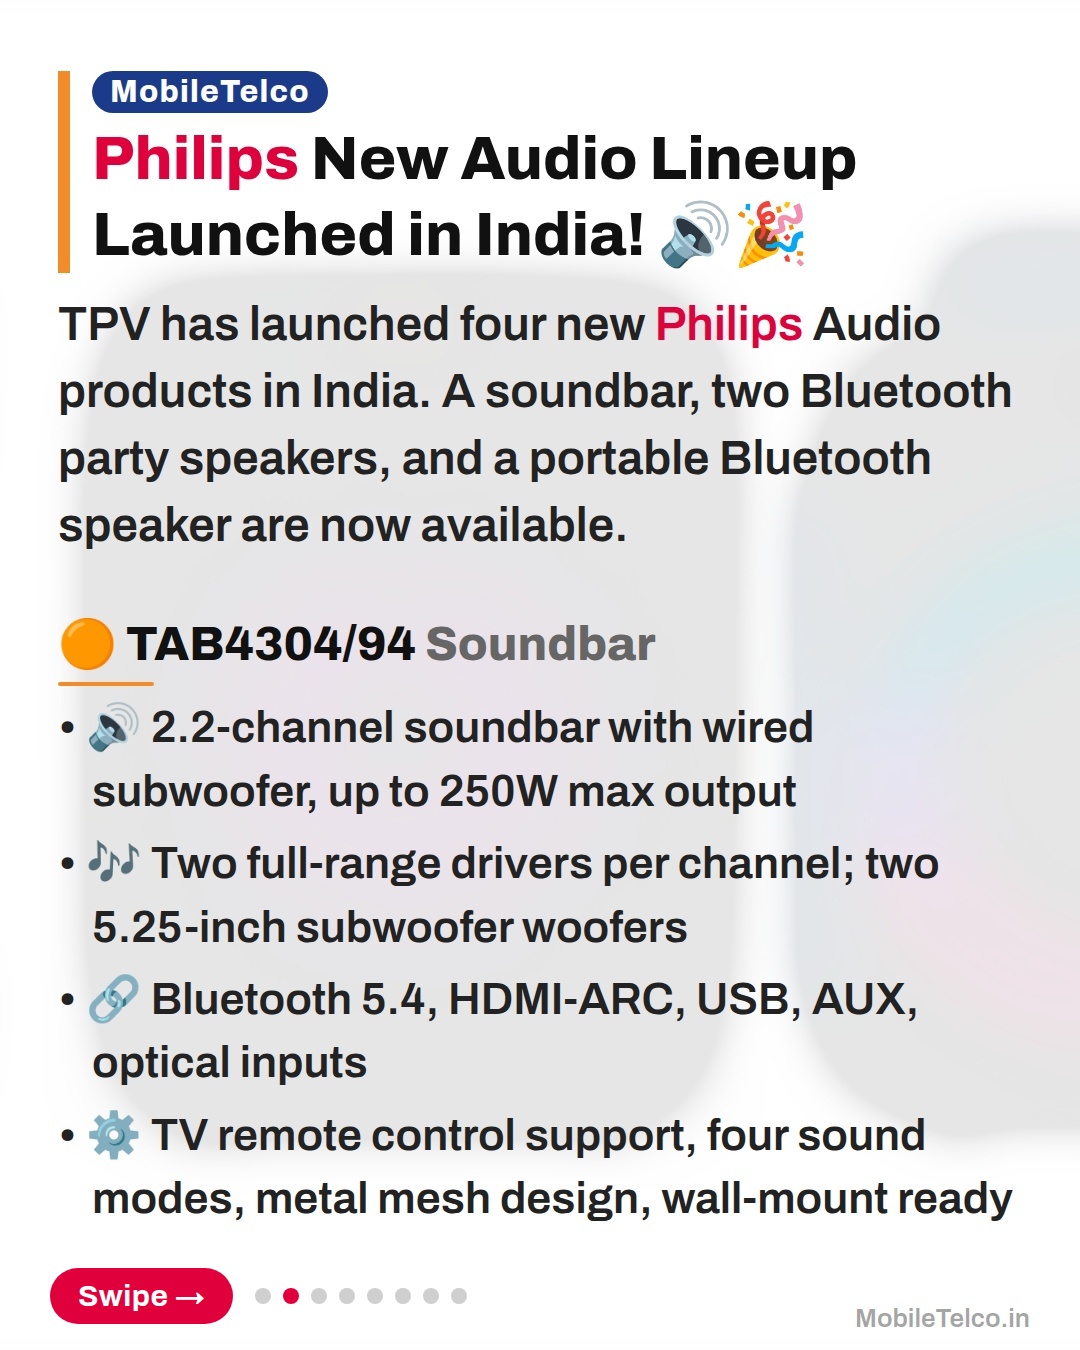 MobileTelco
Philips New Audio Lineup
Launched in India! 🔊🎉
TPV has launched four new Philips Audio
products in India. A soundbar, two Bluetooth
party speakers, and a portable Bluetooth
speaker are now available.
🟠 TAB4304/94 Soundbar
• 🔊 2.2-channel soundbar with wired
subwoofer, up to 250W max output
• 🎶 Two full-range drivers per channel; two
5.25-inch subwoofer woofers
• 🔗 Bluetooth 5.4, HDMI-ARC, USB, AUX,
optical inputs
• ⚙️ TV remote control support, four sound
modes, metal mesh design, wall-mount ready
Swipe →
MobileTelco.in